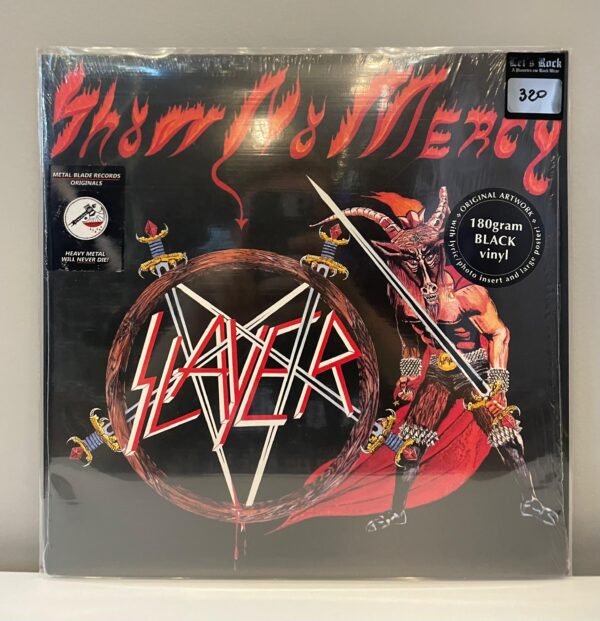 Show No Mercy
Let's Rock
320
METAL BLADE RECORDS
ORIGINALS
HEAVY METAL
WILL NEVER DIE!
• ORIGINAL ARTWORK •
180gram
BLACK
vinyl
with lyric/photo insert and large poster!
SLAYER